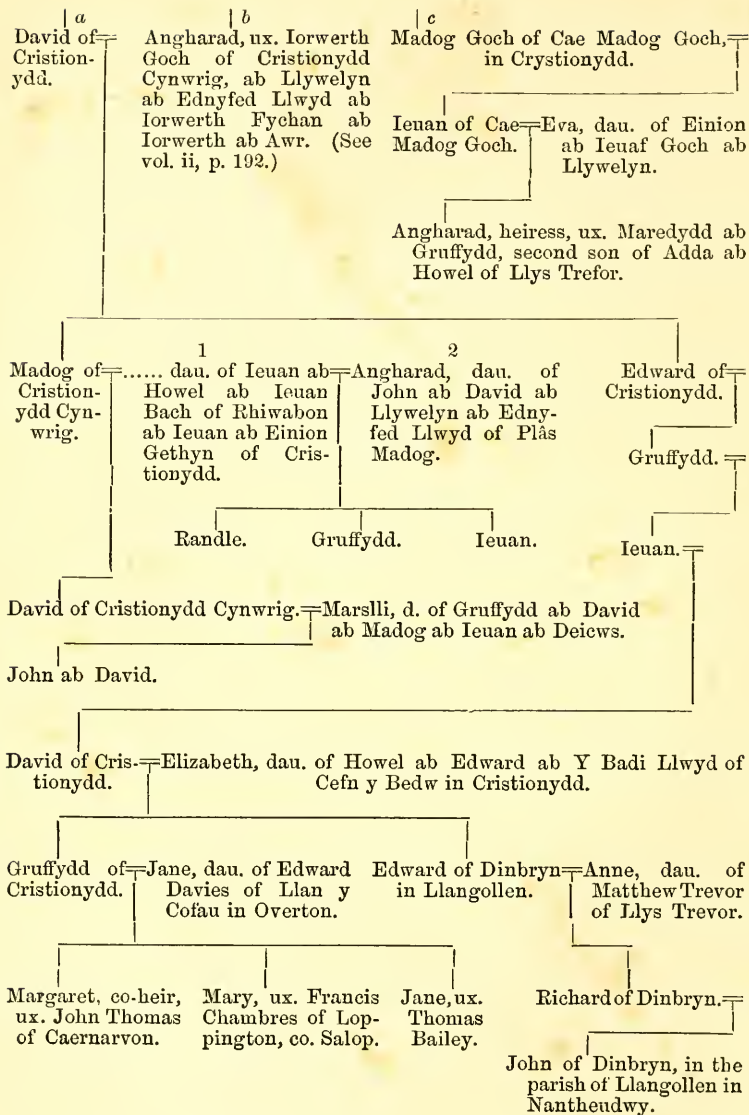 a
David of
Cristion-
ydd.
b
Angharad, ux. Iorwerth
Goch of Cristionydd
Cynwrig, ab Llywelyn
ab Ednyfed Llwyd ab
Iorwerth Fychan ab
Iorwerth ab Awr. (See
vol. ii, p. 192.)
c
Madog Goch of Cae Madog Goch,
in Crystionydd.
Ieuan of Cae
Madog Goch.
Eva, dau. of Einion
ab Ieuaf Goch ab
Llywelyn.
Angharad, heiress, ux. Maredydd ab
Gruffydd, second son of Adda ab
Howel of Llys Trefor.
Madog of
Cristion-
ydd Cyn-
wrig.
1
...... dau. of Ieuan ab
Howel ab Ieuan
Bach of Rhiwabon
ab Ieuan ab Einion
Gethyn of Cris-
tionydd.
2
Angharad, dau. of
John ab David ab
Llywelyn ab Edny-
fed Llwyd of Plâs
Madog.
Edward of
Cristionydd.
Gruffydd.
Randle. Gruffydd. Ieuan.
Ieuan.
David of Cristionydd Cynwrig.
Marslli, d. of Gruffydd ab David
ab Madog ab Ieuan ab Deicws.
John ab David.
David of Cris-
tionydd.
Elizabeth, dau. of Howel ab Edward ab Y Badi Llwyd of
Cefn y Bedw in Cristionydd.
Gruffydd of
Cristionydd.
Jane, dau. of Edward
Davies of Llan y
Cofau in Overton.
Edward of Dinbryn
in Llangollen.
Anne, dau. of
Matthew Trevor
of Llys Trevor.
Margaret, co-heir,
ux. John Thomas
of Caernarvon.
Mary, ux. Francis
Chambres of Lop-
pington, co. Salop.
Jane, ux.
Thomas
Bailey.
Richard of Dinbryn.
John of Dinbryn, in the
parish of Llangollen in
Nantheudwy.